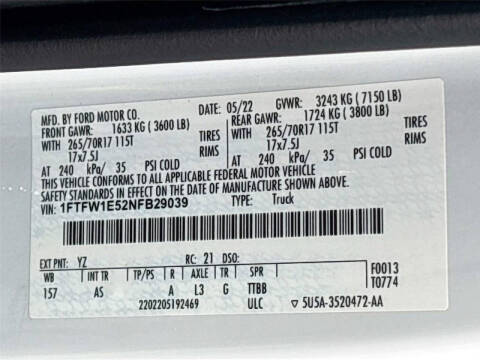 MFD. BY FORD MOTOR CO.
DATE: 05/22 GVWR: 3243 KG ( 7150 LB)
FRONT GAWR: 1633 KG ( 3600 LB) REAR GAWR: 1724 KG ( 3800 LB)
WITH 265/70R17 115T TIRES WITH 265/70R17 115T TIRES
17x7.5J RIMS 17x7.5J RIMS
AT 240 kPa/ 35 PSI COLD AT 240 kPa/ 35 PSI COLD
THIS VEHICLE CONFORMS TO ALL APPLICABLE FEDERAL MOTOR VEHICLE
SAFETY STANDARDS IN EFFECT ON THE DATE OF MANUFACTURE SHOWN ABOVE.
VIN: 1FTFW1E52NFB29039 TYPE: Truck
EXT PNT: YZ RC: 21 DSO: F0013
WB INT TR TP/PS R AXLE TR SPR T0774
157 AS A L3 G TTBB
2202205192469 ULC 5U5A-3520472-AA